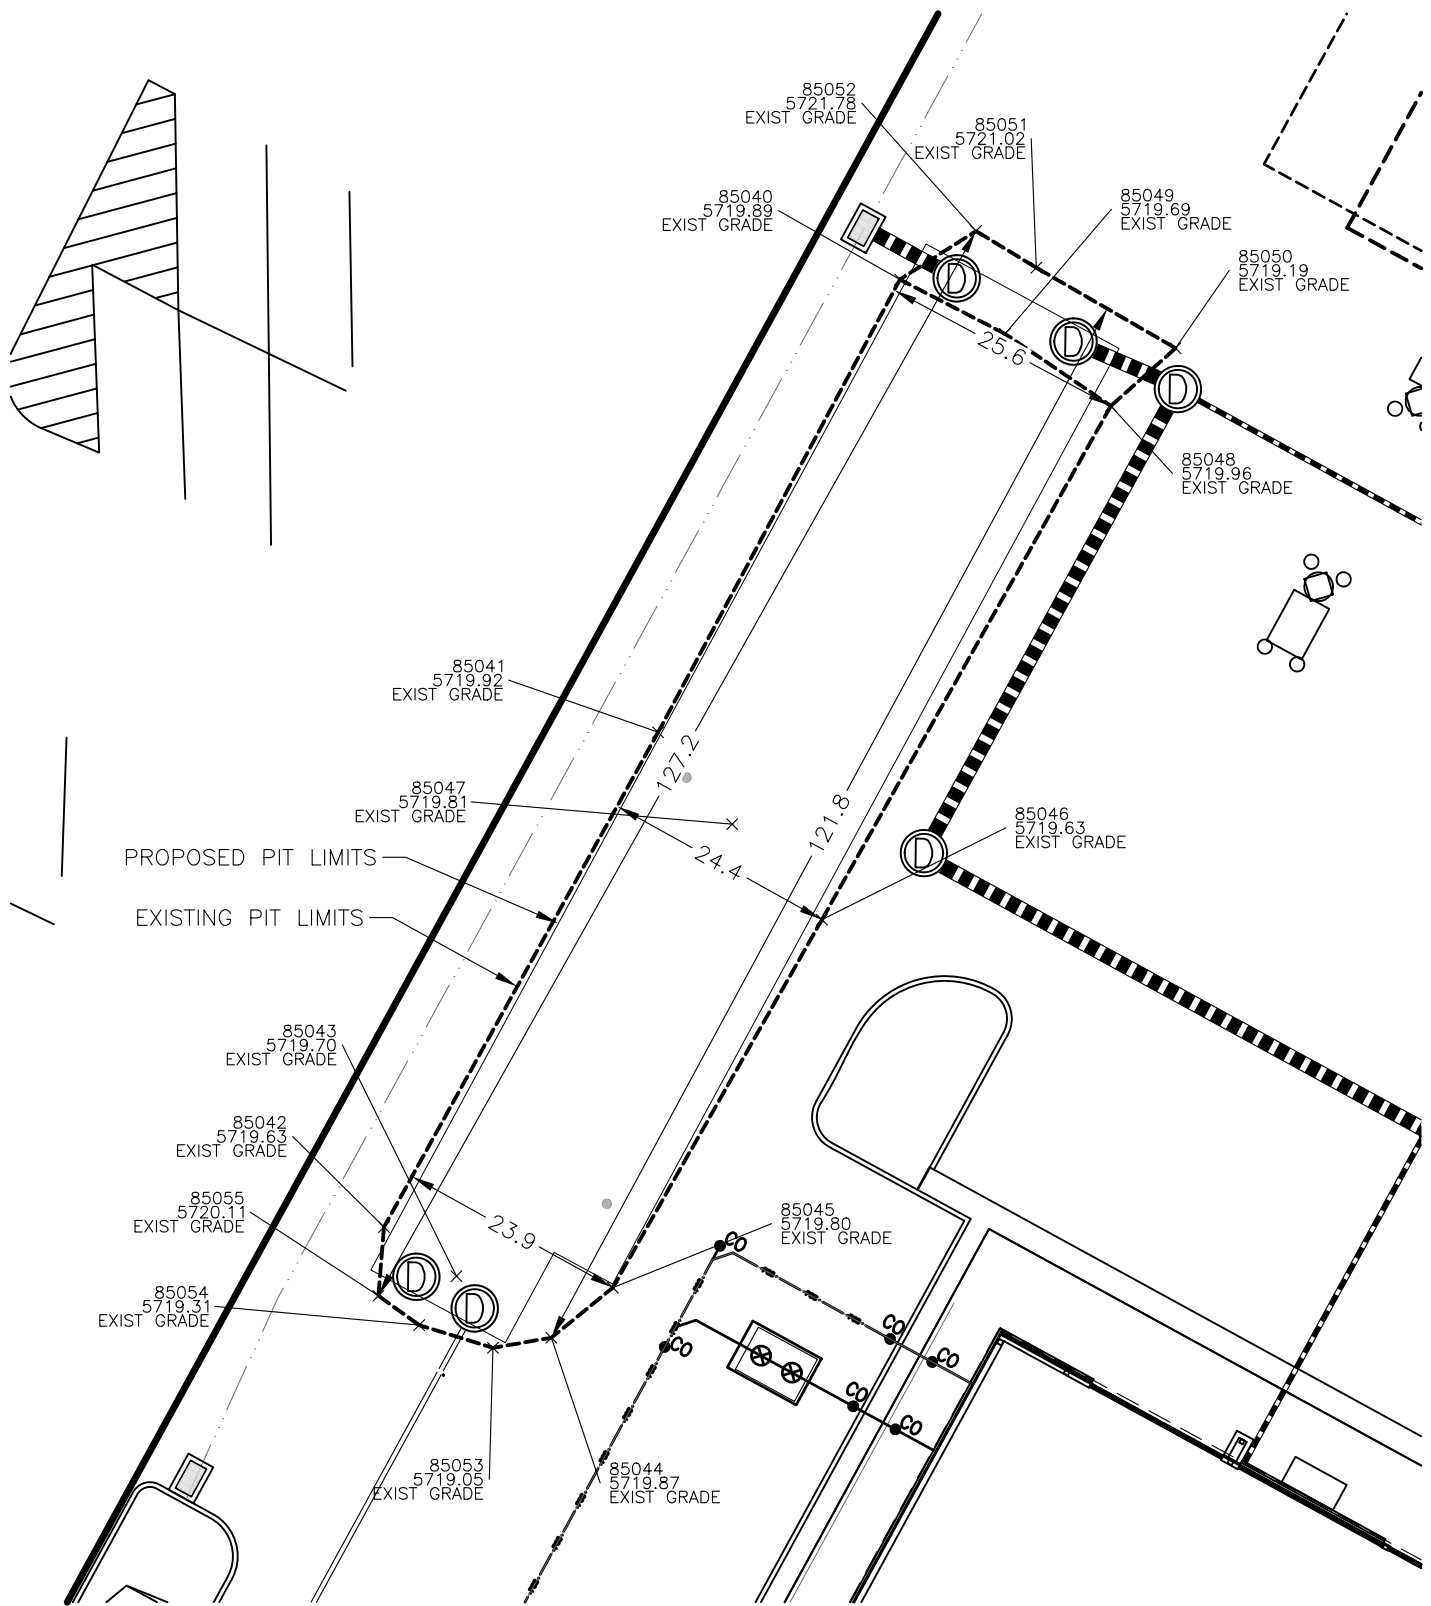 85052
5721.78
EXIST GRADE
85051
5721.02
EXIST GRADE
85040
5719.89
EXIST GRADE
85049
5719.69
EXIST GRADE
85050
5719.19
EXIST GRADE
D
D
D
25.6
85048
5719.96
EXIST GRADE
85041
5719.92
EXIST GRADE
127.2
85047
5719.81
EXIST GRADE
121.8
85046
5719.63
EXIST GRADE
D
24.4
PROPOSED PIT LIMITS
EXISTING PIT LIMITS
85043
5719.70
EXIST GRADE
85042
5719.63
EXIST GRADE
85055
5720.11
EXIST GRADE
23.9
85045
5719.80
EXIST GRADE
CO
D
D
85054
5719.31
EXIST GRADE
CO
CO
CO
CO
CO
85053
5719.05
EXIST GRADE
85044
5719.87
EXIST GRADE